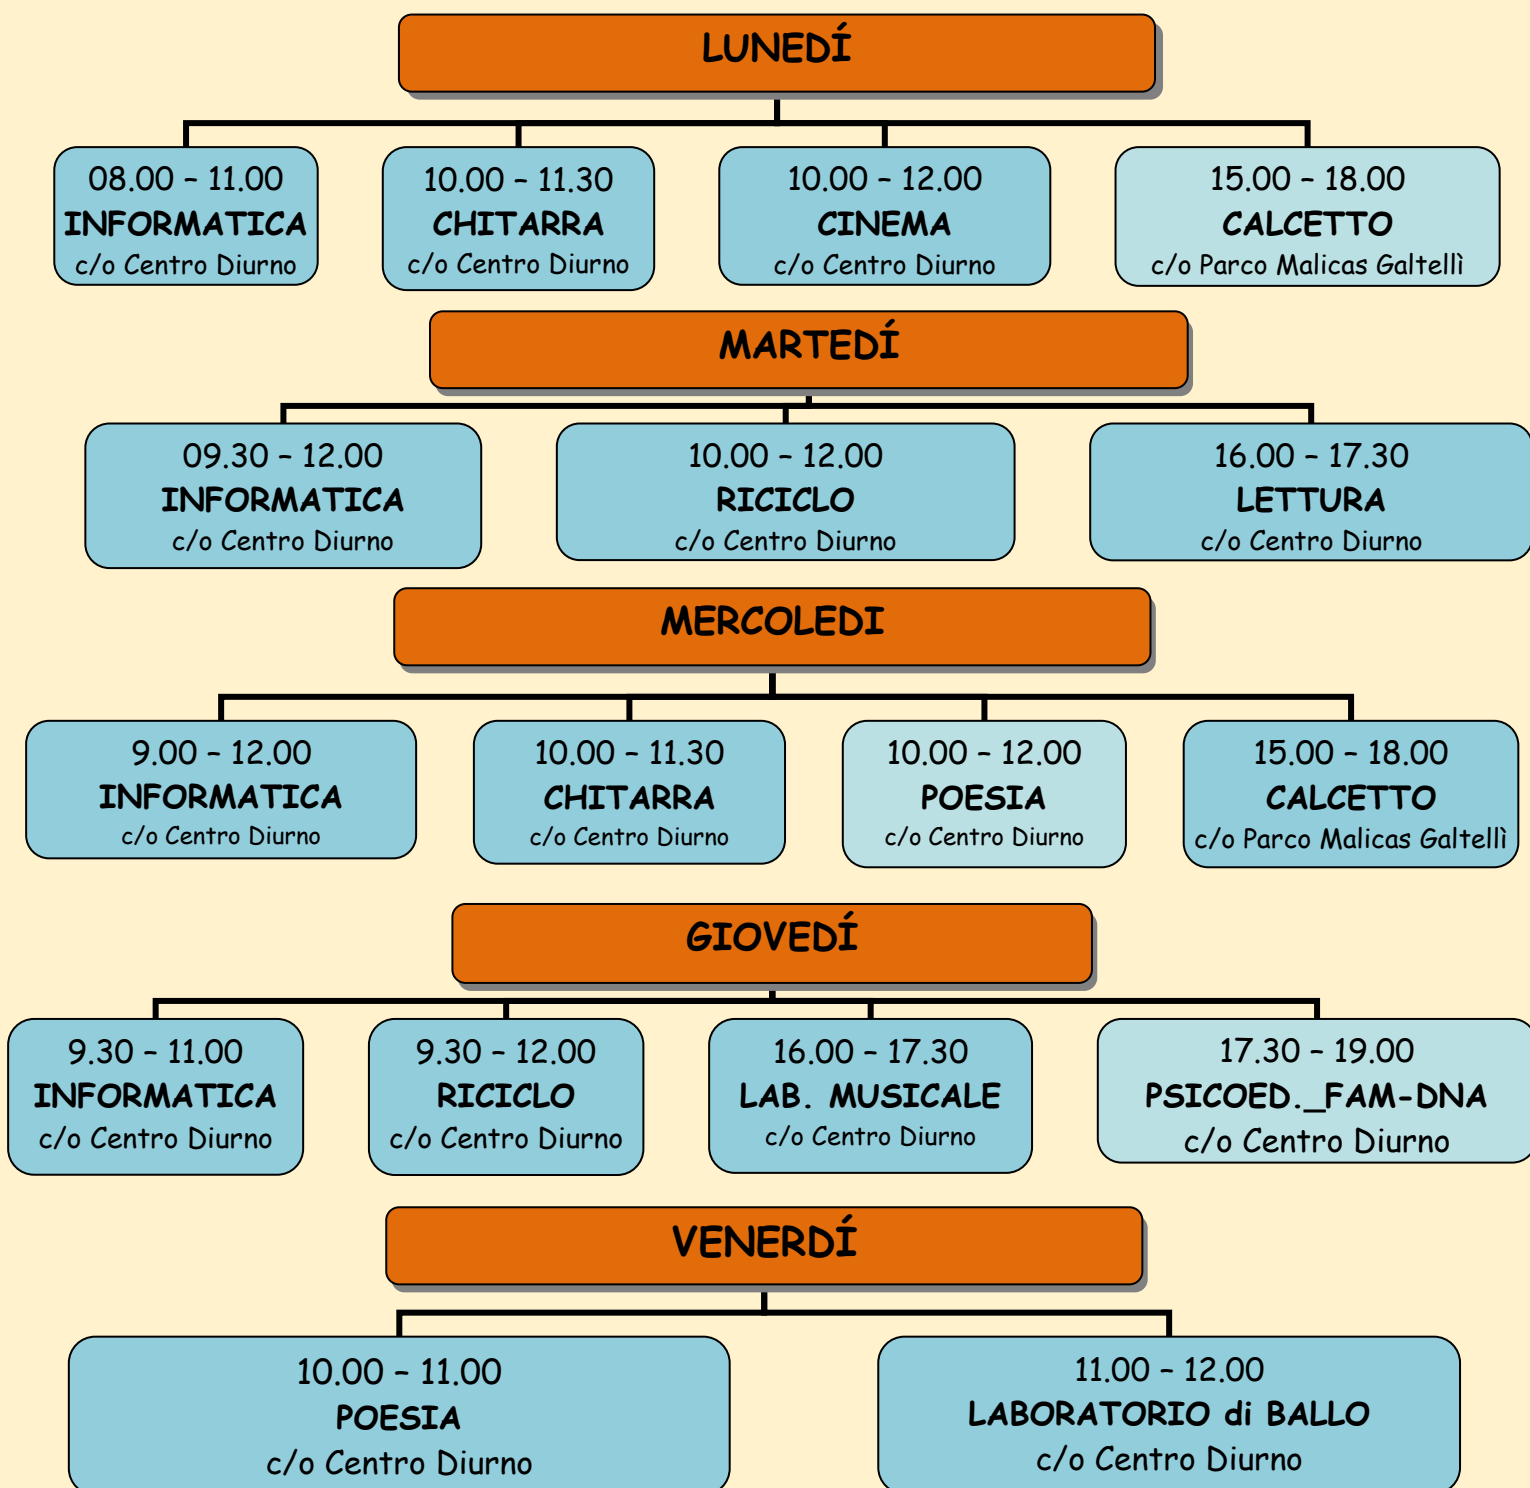 LUNEDÍ
08.00 – 11.00
INFORMATICA
c/o Centro Diurno
10.00 – 11.30
CHITARRA
c/o Centro Diurno
10.00 – 12.00
CINEMA
c/o Centro Diurno
15.00 – 18.00
CALCETTO
c/o Parco Malicas Galtellì
MARTEDÍ
09.30 – 12.00
INFORMATICA
c/o Centro Diurno
10.00 – 12.00
RICICLO
c/o Centro Diurno
16.00 – 17.30
LETTURA
c/o Centro Diurno
MERCOLEDI
9.00 – 12.00
INFORMATICA
c/o Centro Diurno
10.00 – 11.30
CHITARRA
c/o Centro Diurno
10.00 – 12.00
POESIA
c/o Centro Diurno
15.00 – 18.00
CALCETTO
c/o Parco Malicas Galtellì
GIOVEDÍ
9.30 – 11.00
INFORMATICA
c/o Centro Diurno
9.30 – 12.00
RICICLO
c/o Centro Diurno
16.00 – 17.30
LAB. MUSICALE
c/o Centro Diurno
17.30 – 19.00
PSICOED._FAM-DNA
c/o Centro Diurno
VENERDÍ
10.00 – 11.00
POESIA
c/o Centro Diurno
11.00 – 12.00
LABORATORIO di BALLO
c/o Centro Diurno